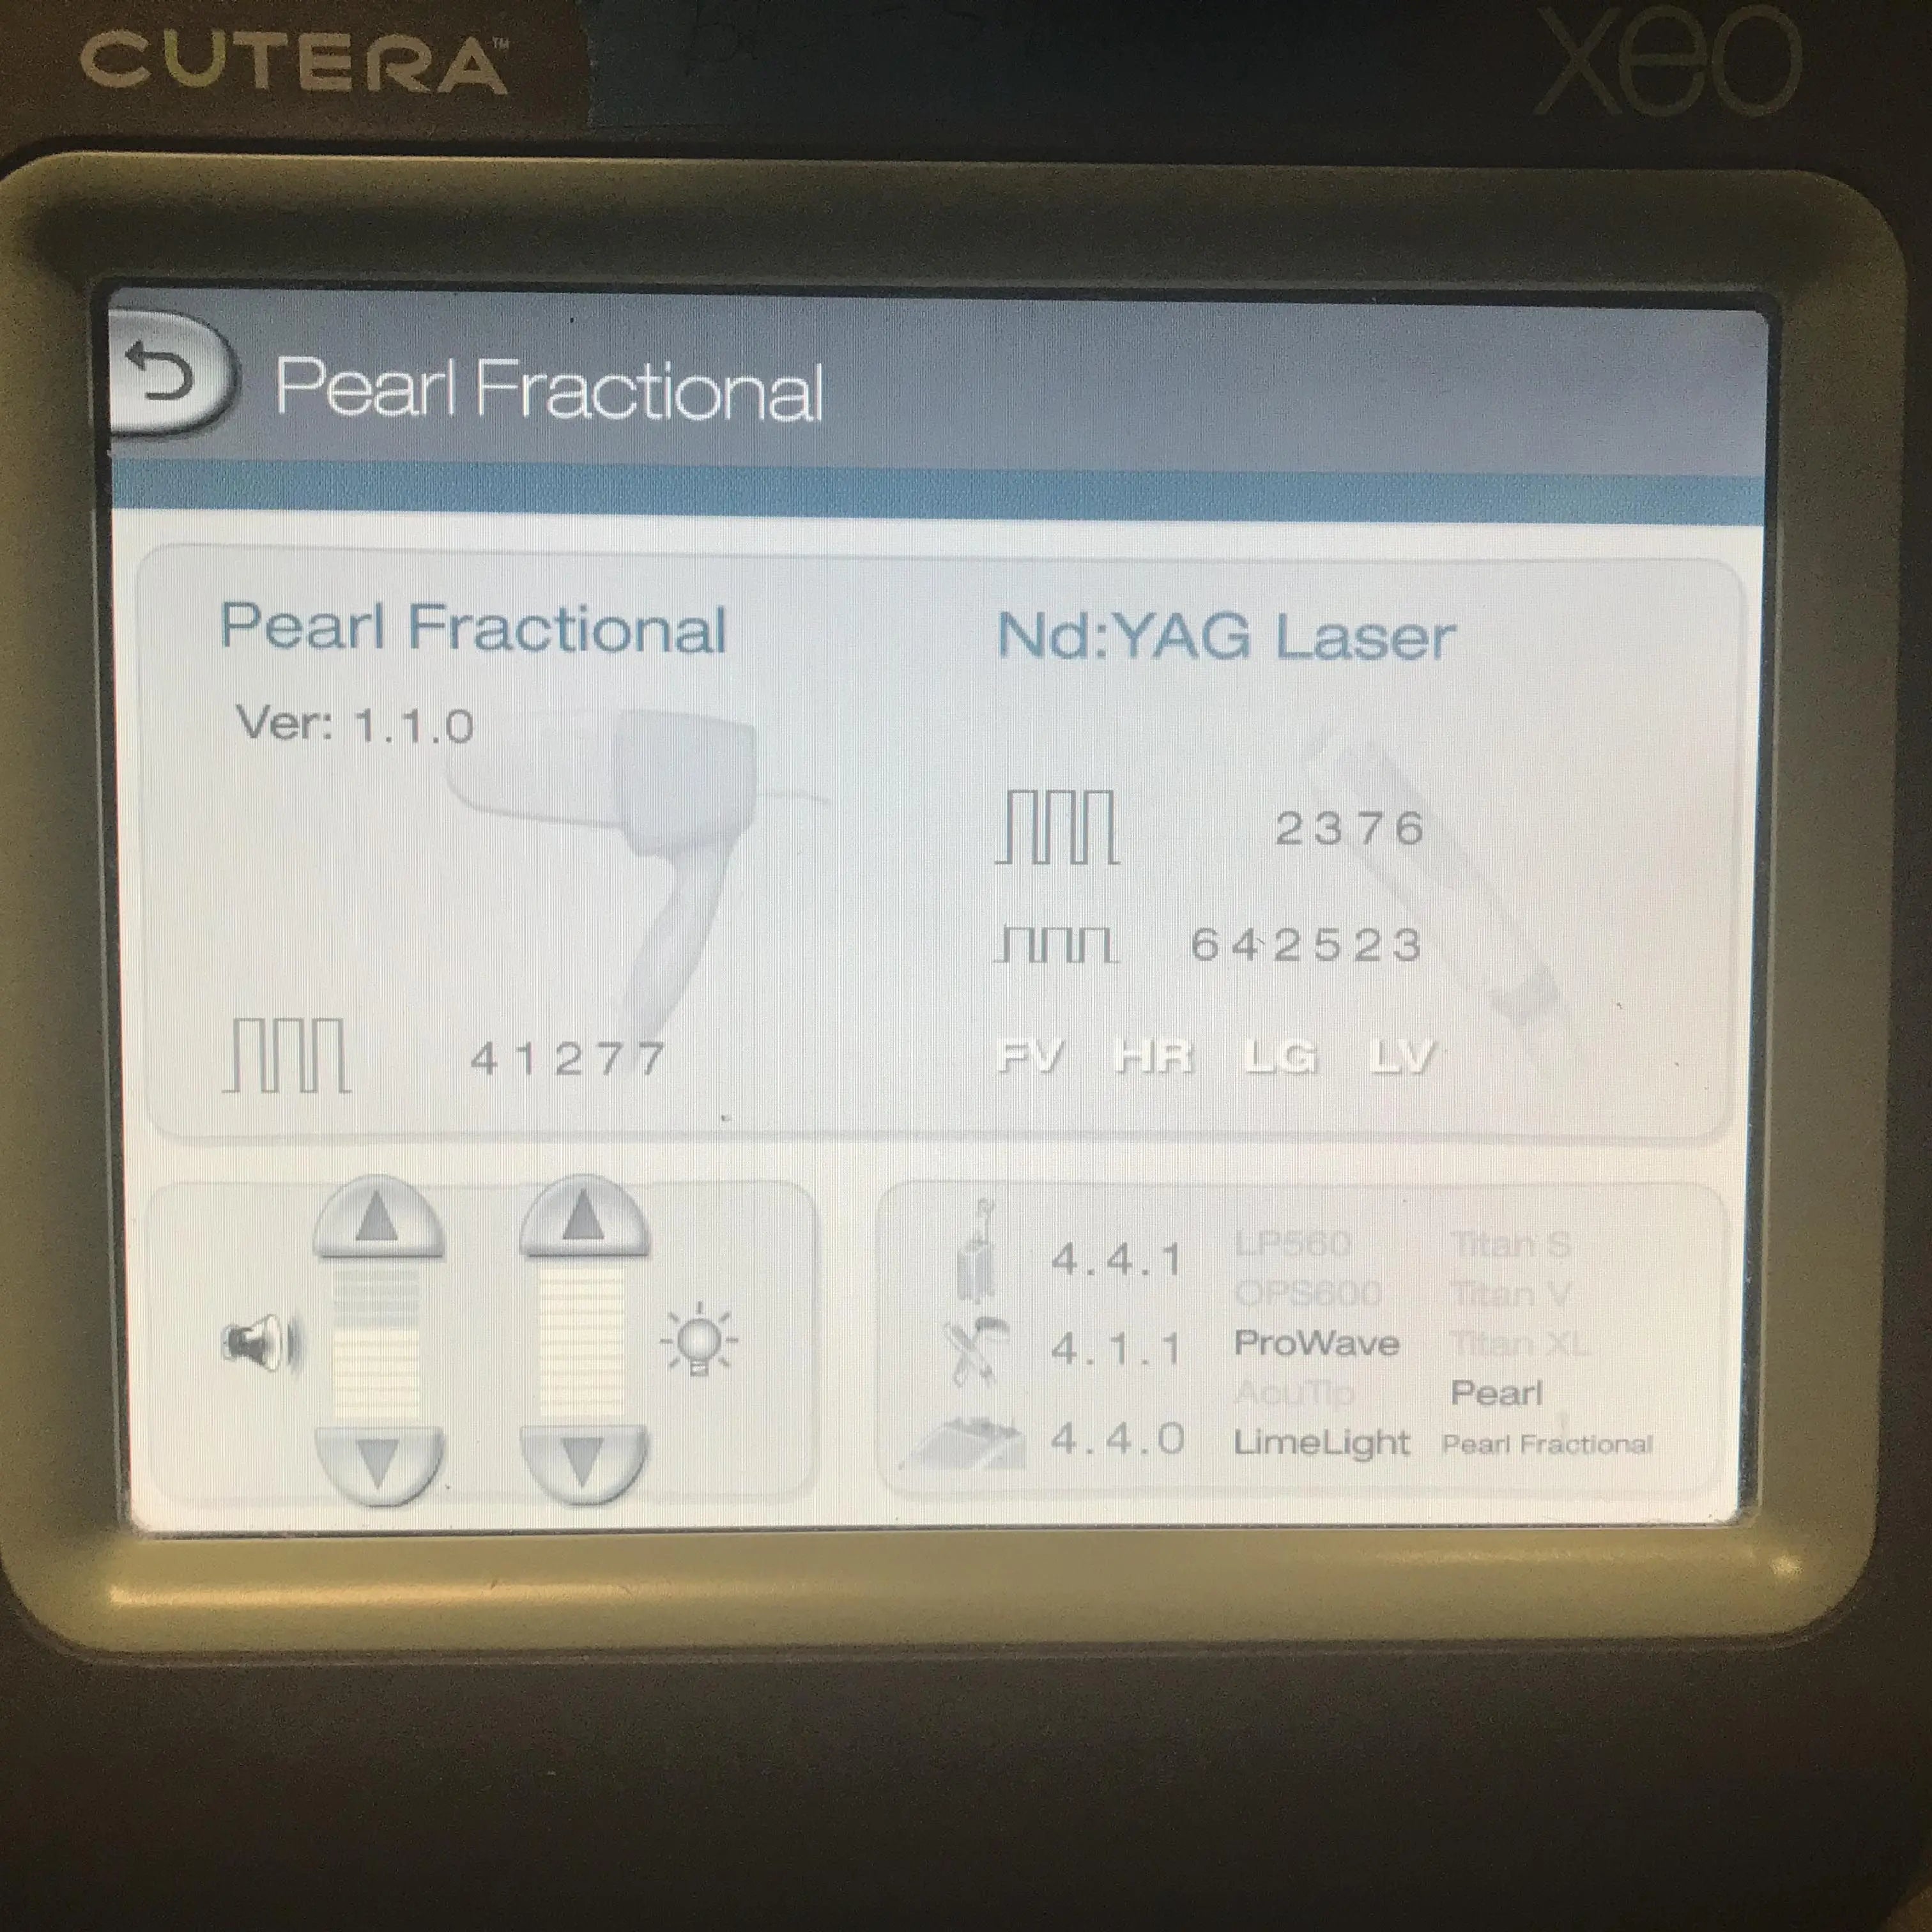 CUTERA™
xeo
Pearl Fractional
Pearl Fractional
Ver: 1.1.0
41277
Nd:YAG Laser
2376
642523
FV HR LG LV
4.4.1
4.1.1
4.4.0
LP560
OPS600
ProWave
AcuTip
LimeLight
Titan S
Titan V
Titan XL
Pearl
Pearl Fractional